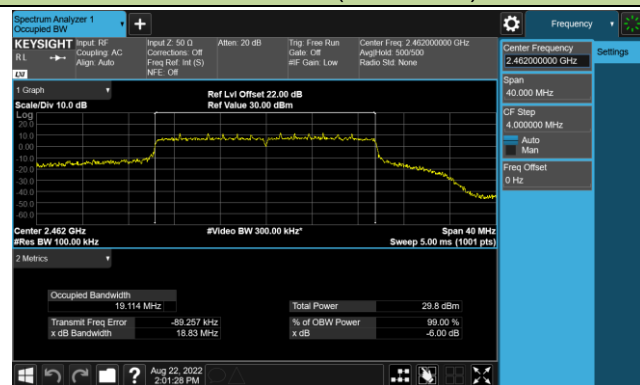 Spectrum Analyzer 1
Occupied BW
Frequency
KEYSIGHT
RL
Input: RF
Coupling: AC
Align: Auto
Input Z: 50 Ω
Corrections: Off
Freq Ref: Int (S)
NFE: Off
Atten: 20 dB
Trig: Free Run
Gate: Off
#IF Gain: Low
Center Freq: 2.462000000 GHz
Avg|Hold: 500/500
Radio Std: None
LXI
Center Frequency
2.462000000 GHz
Settings
Span
40.000 MHz
CF Step
4.000000 MHz
Auto
Man
Freq Offset
0 Hz
1 Graph
Scale/Div 10.0 dB
Ref Lvl Offset 22.00 dB
Ref Value 30.00 dBm
Log
20.0
10.0
0.00
-10.0
-20.0
-30.0
-40.0
-50.0
-60.0
Center 2.462 GHz
#Res BW 100.00 kHz
#Video BW 300.00 kHz*
Span 40 MHz
Sweep 5.00 ms (1001 pts)
2 Metrics
Occupied Bandwidth
19.114 MHz
Total Power 29.8 dBm
Transmit Freq Error -89.257 kHz
% of OBW Power 99.00 %
x dB Bandwidth 18.83 MHz
x dB -6.00 dB
?
Aug 22, 2022
2:01:28 PM